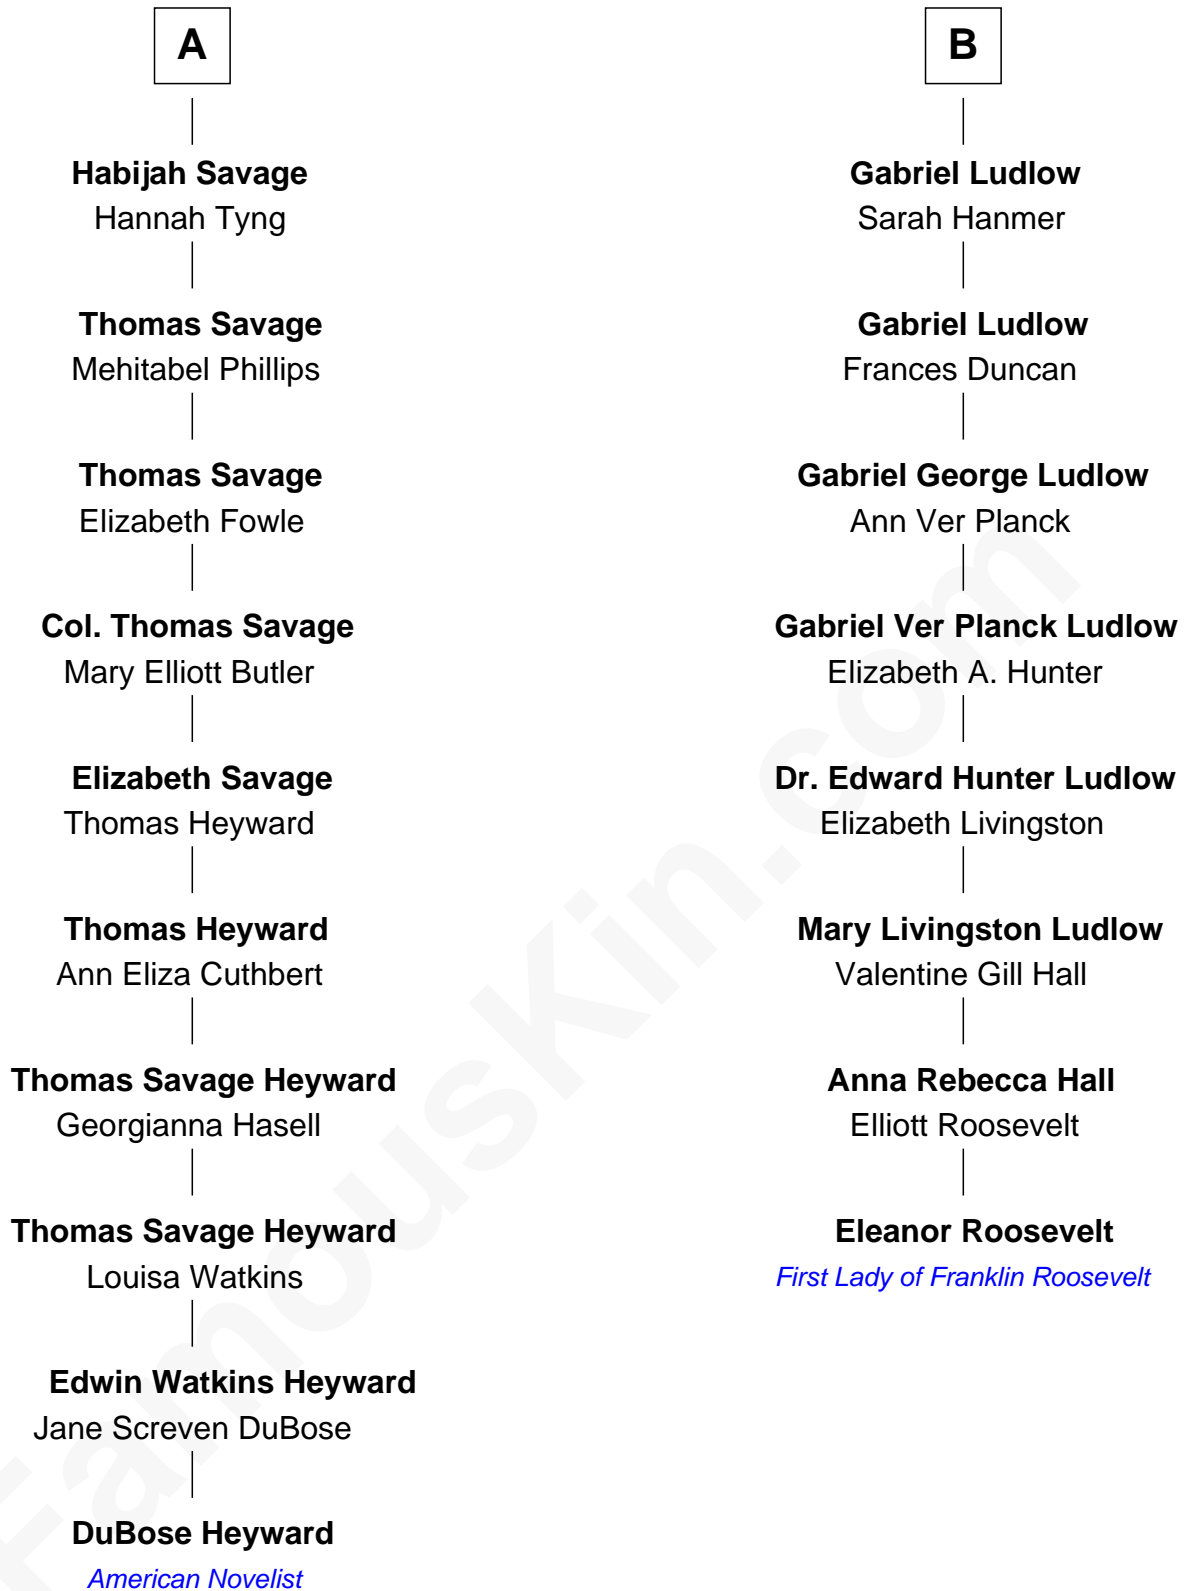 A
Habijah Savage
Hannah Tyng
Thomas Savage
Mehitabel Phillips
Thomas Savage
Elizabeth Fowle
Col. Thomas Savage
Mary Elliott Butler
Elizabeth Savage
Thomas Heyward
Thomas Heyward
Ann Eliza Cuthbert
Thomas Savage Heyward
Georgianna Hasell
Thomas Savage Heyward
Louisa Watkins
Edwin Watkins Heyward
Jane Screven DuBose
DuBose Heyward
American Novelist
B
Gabriel Ludlow
Sarah Hanmer
Gabriel Ludlow
Frances Duncan
Gabriel George Ludlow
Ann Ver Planck
Gabriel Ver Planck Ludlow
Elizabeth A. Hunter
Dr. Edward Hunter Ludlow
Elizabeth Livingston
Mary Livingston Ludlow
Valentine Gill Hall
Anna Rebecca Hall
Elliott Roosevelt
Eleanor Roosevelt
First Lady of Franklin Roosevelt
FamousKin.com